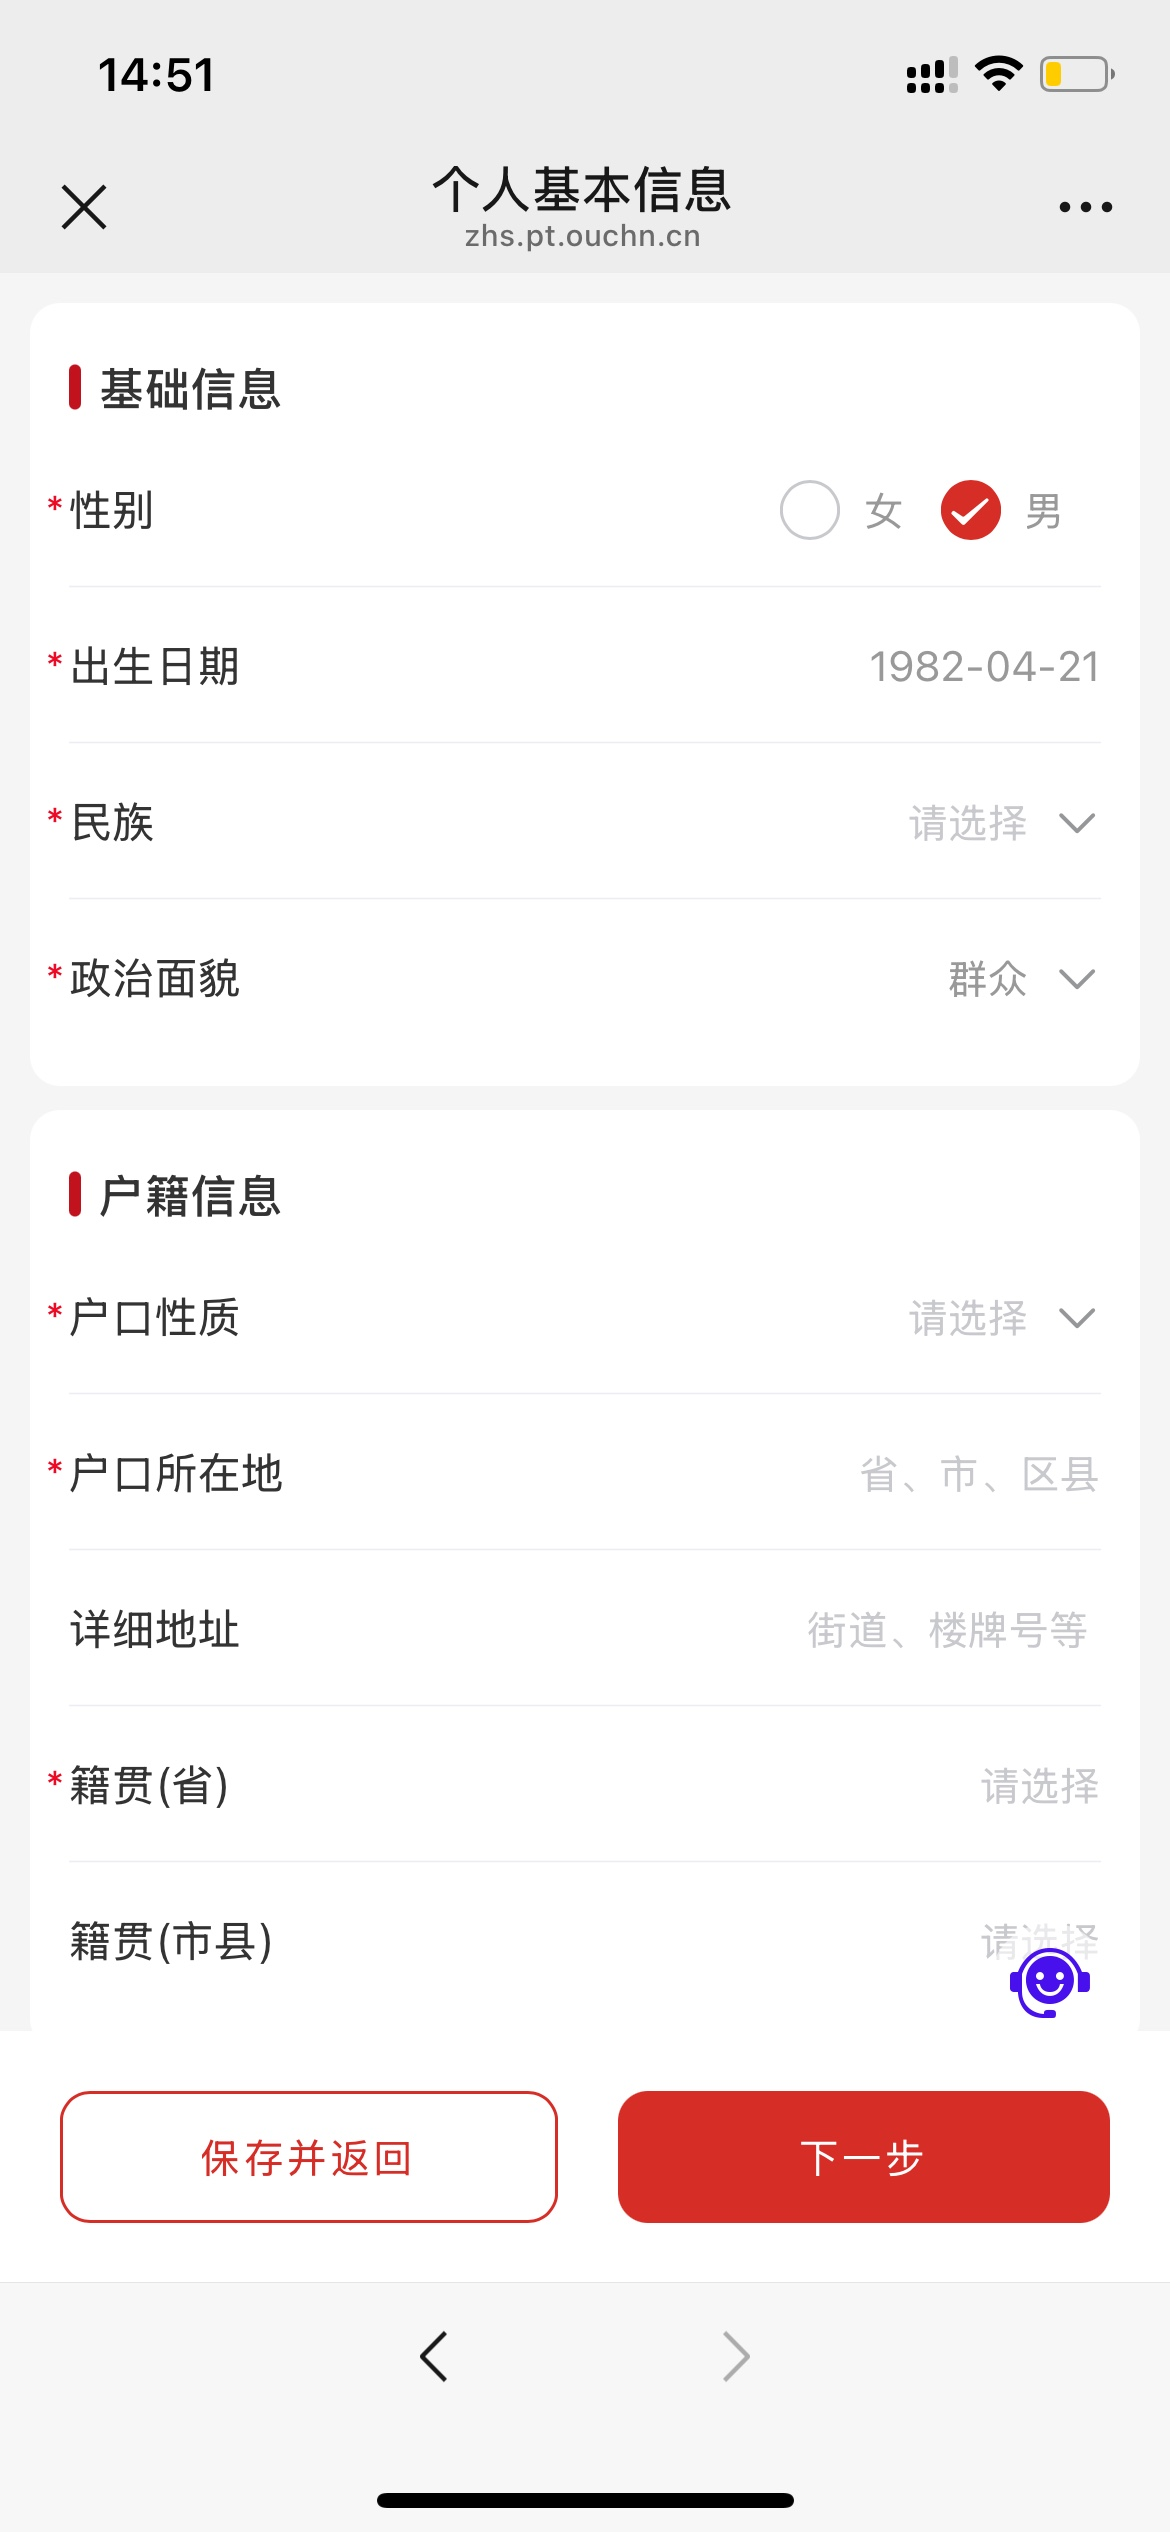 14:51
个人基本信息
zhs.pt.ouchn.cn
基础信息
*性别 女 男
*出生日期 1982-04-21
*民族 请选择
*政治面貌 群众
户籍信息
*户口性质 请选择
*户口所在地 省、市、区县
详细地址 街道、楼牌号等
*籍贯(省) 请选择
籍贯(市县) 请选择
保存并返回 下一步